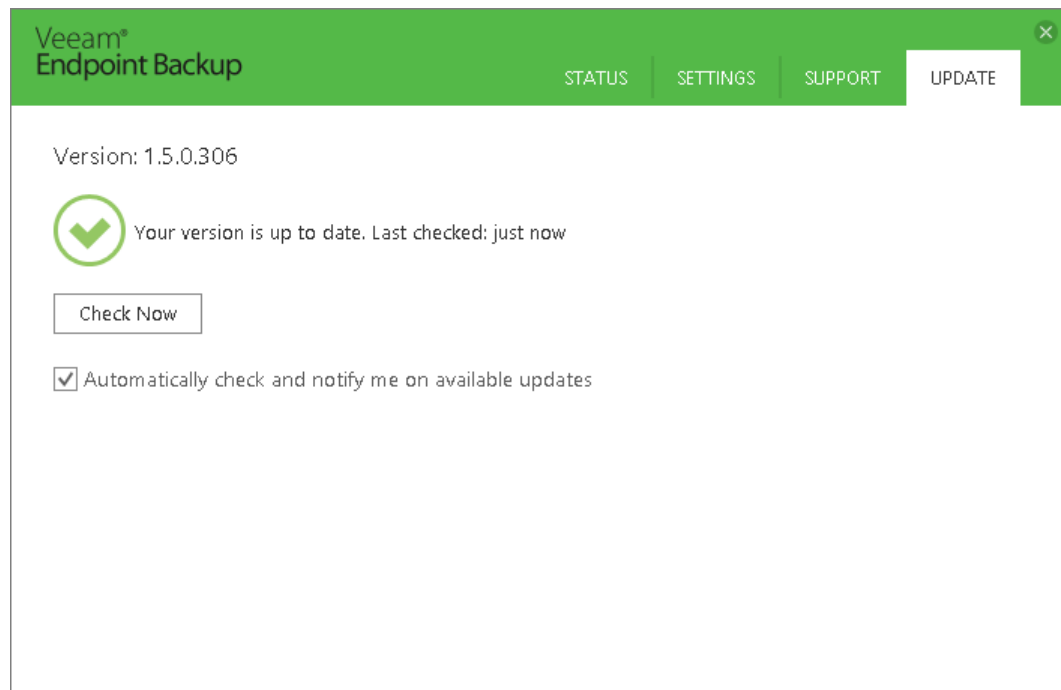 Veeam®
Endpoint Backup
STATUS SETTINGS SUPPORT UPDATE
Version: 1.5.0.306
Your version is up to date. Last checked: just now
Check Now
Automatically check and notify me on available updates